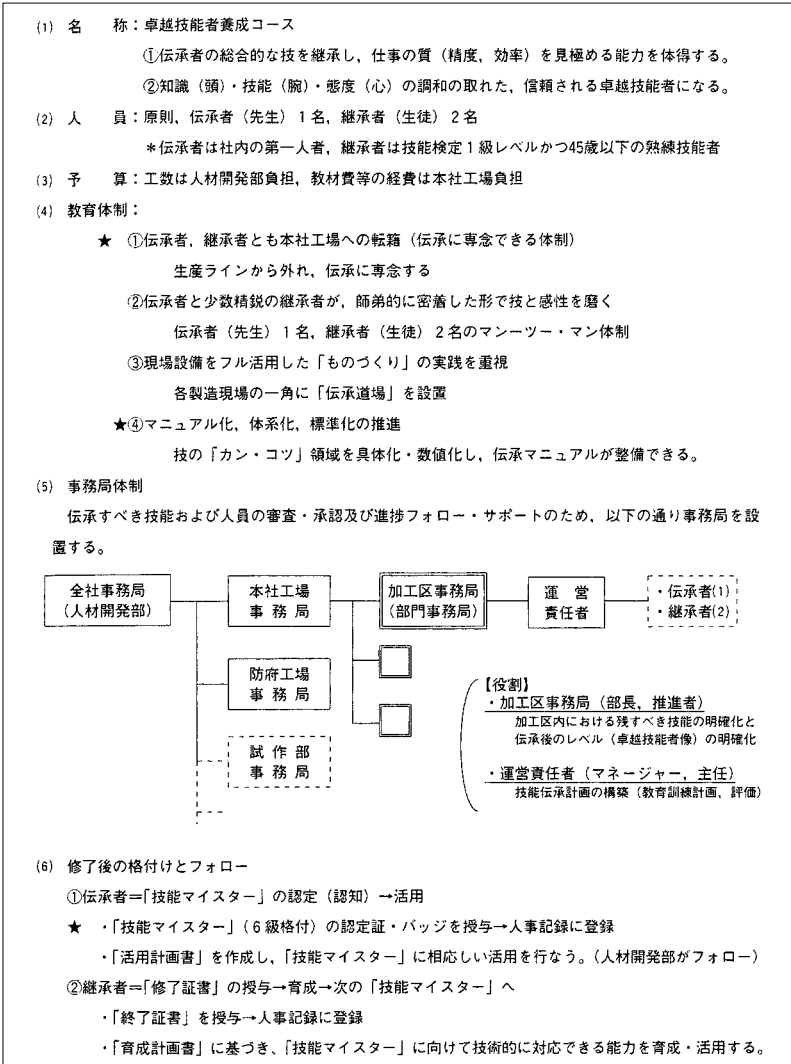 (1) 名　称：卓越技能者養成コース
①伝承者の総合的な技を継承し，仕事の質（精度，効率）を見極める能力を体得する。
②知識（頭）・技能（腕）・態度（心）の調和の取れた，信頼される卓越技能者になる。
(2) 人　員：原則，伝承者（先生）1名，継承者（生徒）2名
＊伝承者は社内の第一人者，継承者は技能検定1級レベルかつ45歳以下の熟練技能者
(3) 予　算：工数は人材開発部負担，教材費等の経費は本社工場負担
(4) 教育体制：
★ ①伝承者，継承者とも本社工場への転籍（伝承に専念できる体制）
生産ラインから外れ，伝承に専念する
②伝承者と少数精鋭の継承者が，師弟的に密着した形で技と感性を磨く
伝承者（先生）1名，継承者（生徒）2名のマンーツー・マン体制
③現場設備をフル活用した「ものづくり」の実践を重視
各製造現場の一角に「伝承道場」を設置
★④マニュアル化，体系化，標準化の推進
技の「カン・コツ」領域を具体化・数値化し，伝承マニュアルが整備できる。
(5) 事務局体制
伝承すべき技能および人員の審査・承認及び進捗フォロー・サポートのため，以下の通り事務局を設
置する。
全社事務局
（人材開発部）
本社工場
事務局
加工区事務局
（部門事務局）
運営
責任者
・伝承者(1)
・継承者(2)
防府工場
事務局
試作部
事務局
【役割】
・加工区事務局（部長，推進者）
加工区内における残すべき技能の明確化と
伝承後のレベル（卓越技能者像）の明確化
・運営責任者（マネージャー，主任）
技能伝承計画の構築（教育訓練計画，評価）
(6) 修了後の格付けとフォロー
①伝承者＝「技能マイスター」の認定（認知）→活用
★ ・「技能マイスター」（6級格付）の認定証・バッジを授与→人事記録に登録
・「活用計画書」を作成し，「技能マイスター」に相応しい活用を行なう。（人材開発部がフォロー）
②継承者＝「修了証書」の授与→育成→次の「技能マイスター」へ
・「終了証書」を授与→人事記録に登録
・「育成計画書」に基づき、「技能マイスター」に向けて技術的に対応できる能力を育成・活用する。